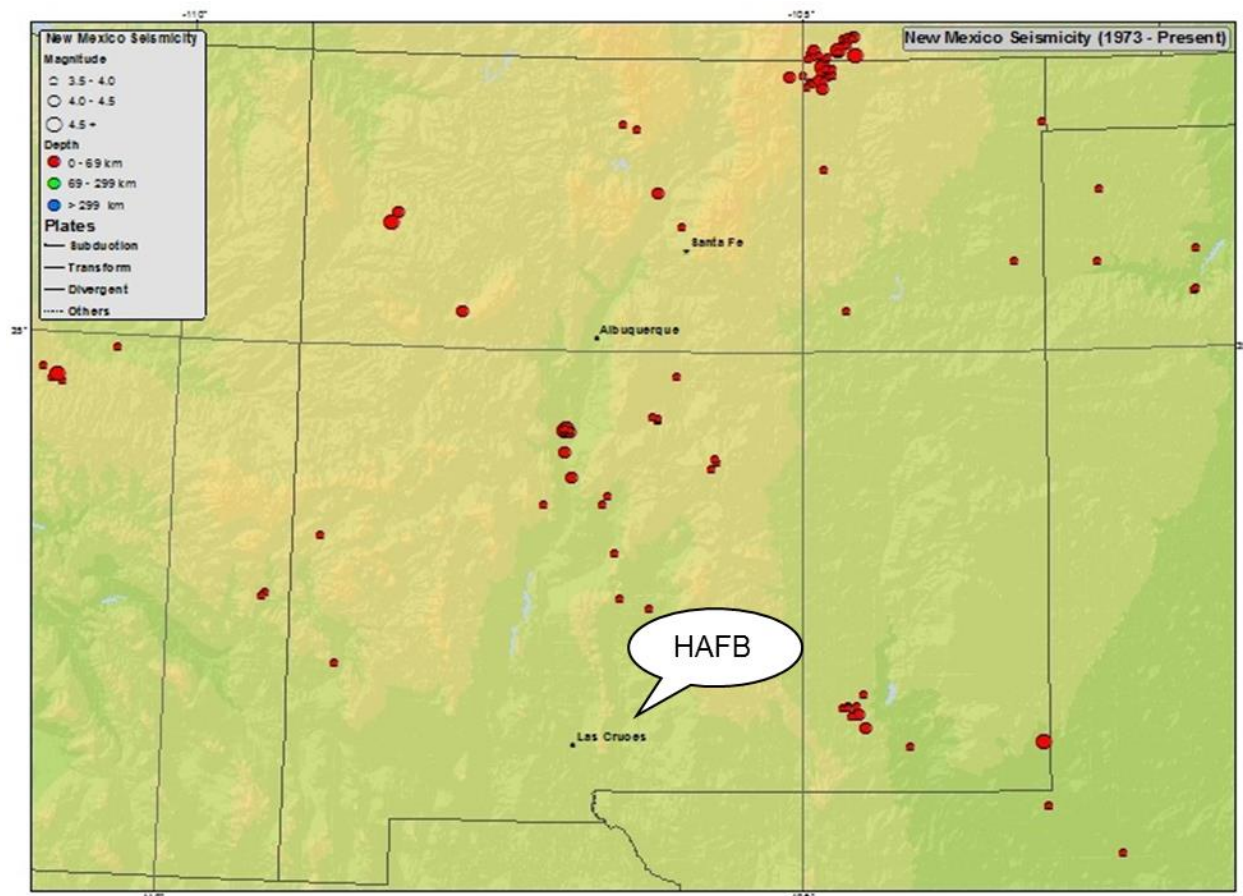 -110°
-105°
New Mexico Seismicity
Magnitude
3.5 - 4.0
4.0 - 4.5
4.5 +
Depth
0 - 69 km
69 - 299 km
> 299 km
Plates
Subduction
Transform
Divergent
Others
New Mexico Seismicity (1973 - Present)
Santa Fe
Albuquerque
HAFB
Las Cruces